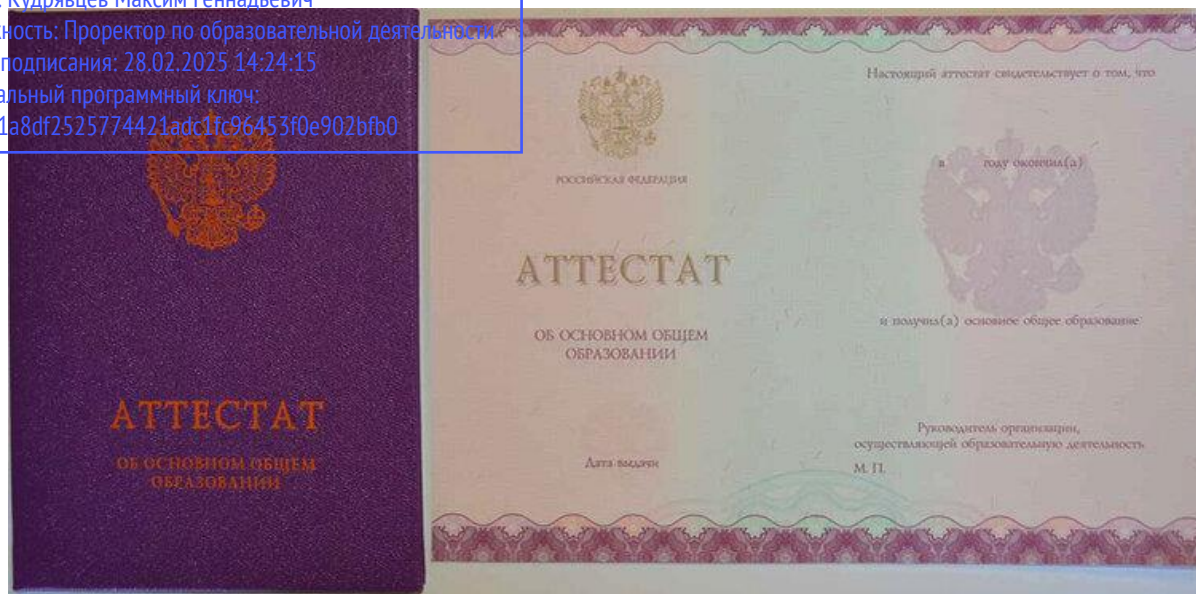 Кудрявцев Максим Геннадьевич
ность: Проректор по образовательной деятельности
подписания: 28.02.2025 14:24:15
альный программный ключ:
1a8df2525774421adc1fc96453f0e902bfb0
АТТЕСТАТ
ОБ ОСНОВНОМ ОБЩЕМ
ОБРАЗОВАНИИ
РОССИЙСКАЯ ФЕДЕРАЦИЯ
АТТЕСТАТ
ОБ ОСНОВНОМ ОБЩЕМ
ОБРАЗОВАНИИ
Дата выдачи
Настоящий аттестат свидетельствует о том, что
в году окончил(а)
и получил(а) основное общее образование
Руководитель организации,
осуществляющей образовательную деятельность
М. П.